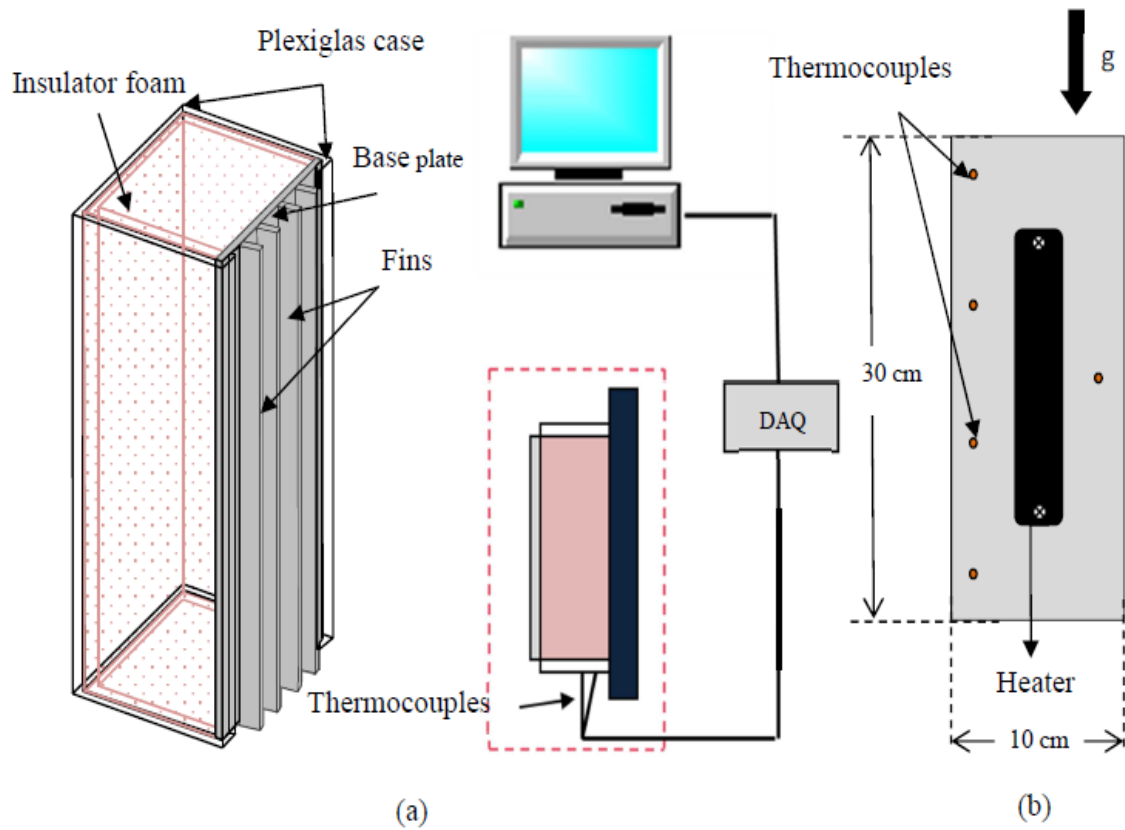 Plexiglas case
Insulator foam
Base plate
Fins
Thermocouples
DAQ
(a)
Thermocouples
g
30 cm
Heater
10 cm
(b)